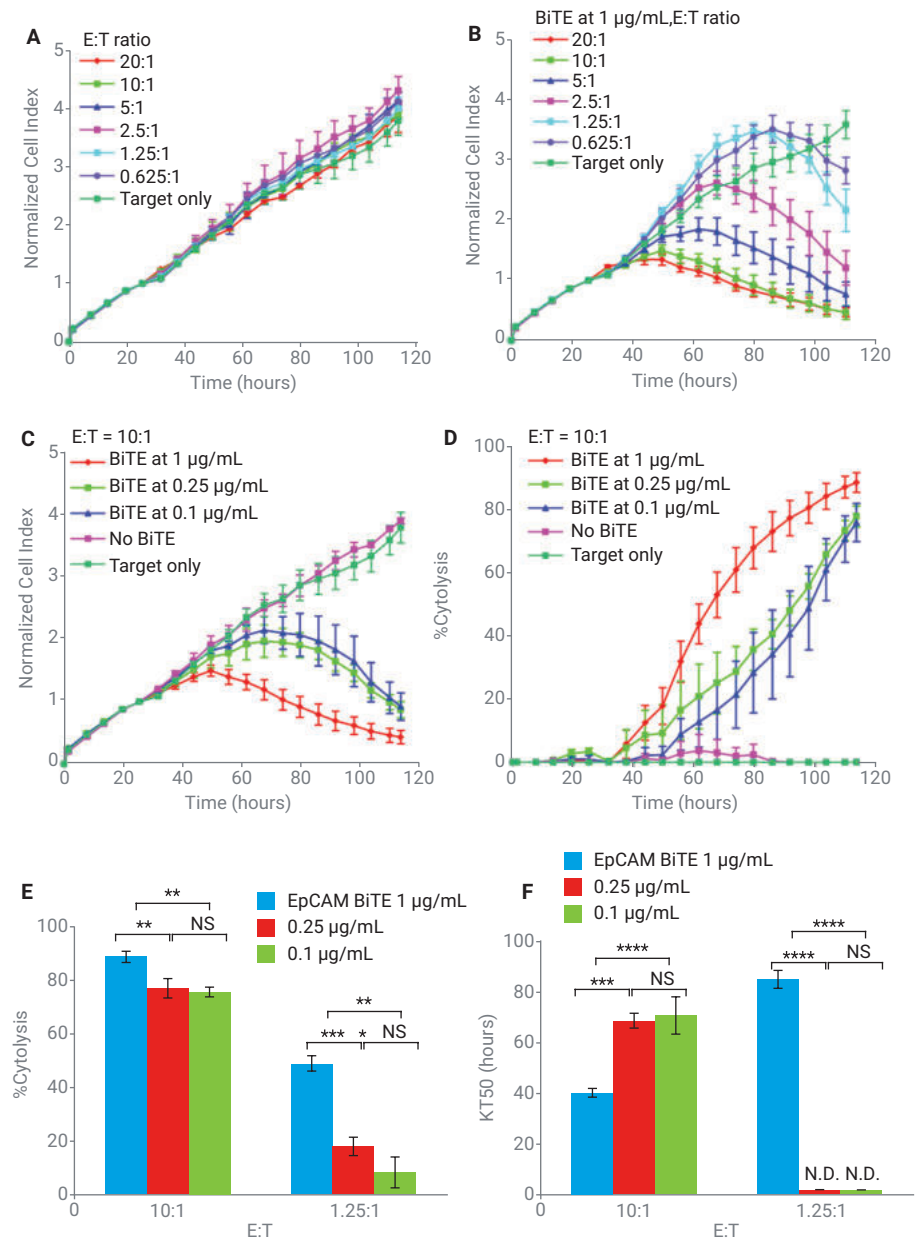 A
E:T ratio
20:1
10:1
5:1
2.5:1
1.25:1
0.625:1
Target only
Normalized Cell Index
5
4
3
2
1
0
0 20 40 60 80 100 120
Time (hours)
B
BiTE at 1 µg/mL,E:T ratio
20:1
10:1
5:1
2.5:1
1.25:1
0.625:1
Target only
Normalized Cell Index
5
4
3
2
1
0
0 20 40 60 80 100 120
Time (hours)
C
E:T = 10:1
BiTE at 1 µg/mL
BiTE at 0.25 µg/mL
BiTE at 0.1 µg/mL
No BiTE
Target only
Normalized Cell Index
5
4
3
2
1
0
0 20 40 60 80 100 120
Time (hours)
D
E:T = 10:1
BiTE at 1 µg/mL
BiTE at 0.25 µg/mL
BiTE at 0.1 µg/mL
No BiTE
Target only
%Cytolysis
100
80
60
40
20
0
0 20 40 60 80 100 120
Time (hours)
E
EpCAM BiTE 1 µg/mL
0.25 µg/mL
0.1 µg/mL
%Cytolysis
100
80
60
40
20
0
0
**
** NS
**
*** * NS
10:1 1.25:1
E:T
F
EpCAM BiTE 1 µg/mL
0.25 µg/mL
0.1 µg/mL
KT50 (hours)
100
80
60
40
20
0
0
****
*** NS
****
**** NS
N.D. N.D.
10:1 1.25:1
E:T